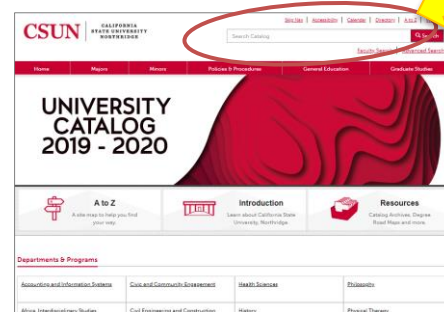 Site Map | Accessibility | Calendar | Directory | A to Z |
CSUN
CALIFORNIA
STATE UNIVERSITY
NORTHRIDGE
Search Catalog
Faculty Search Advanced Search
Home Majors Minors Policies & Procedures General Education Graduate Studies
UNIVERSITY
CATALOG
2019 - 2020
A to Z
A site map to help you find
your way.
Introduction
Learn about California State
University, Northridge.
Resources
Catalog Archives, Degree
Road Maps and more.
Departments & Programs
Accounting and Information Systems Civic and Community Engagement Health Sciences Philosophy
Africa, Interdisciplinary Studies Civil Engineering and Construction History Physical Therapy